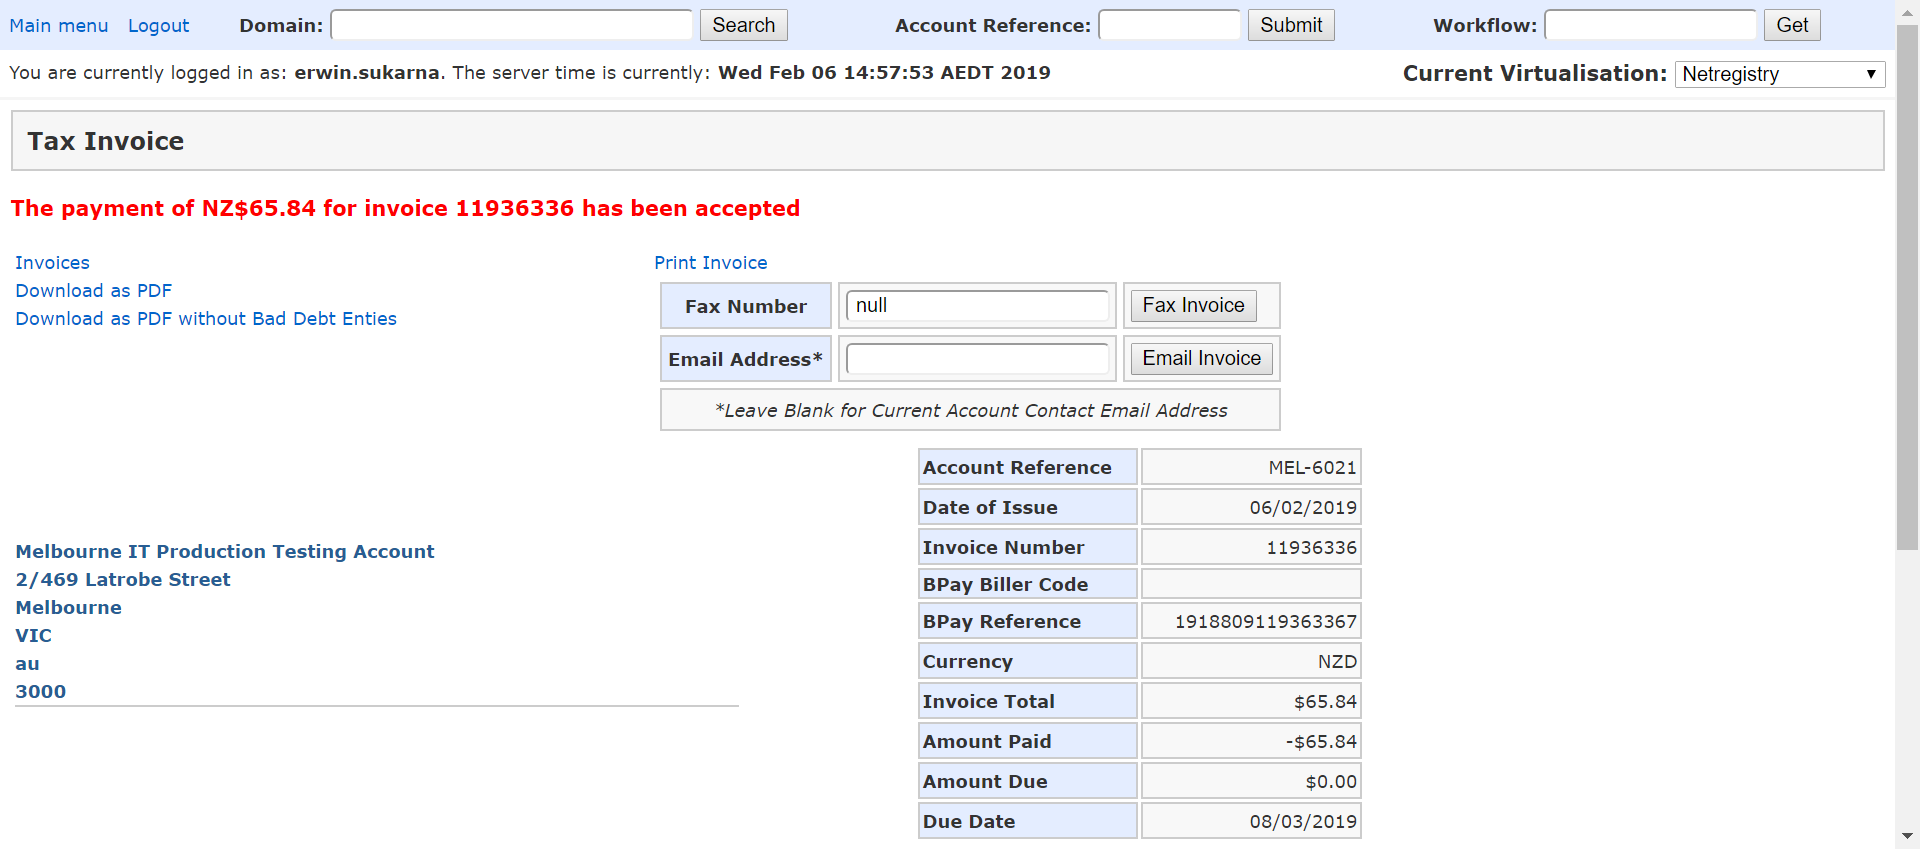 Main menu Logout Domain: Search Account Reference: Submit Workflow: Get
You are currently logged in as: erwin.sukarna. The server time is currently: Wed Feb 06 14:57:53 AEDT 2019 Current Virtualisation: Netregistry
Tax Invoice
The payment of NZ$65.84 for invoice 11936336 has been accepted
Invoices
Download as PDF
Download as PDF without Bad Debt Enties
Print Invoice
Fax Number null Fax Invoice
Email Address* Email Invoice
*Leave Blank for Current Account Contact Email Address
Melbourne IT Production Testing Account
2/469 Latrobe Street
Melbourne
VIC
au
3000
Account Reference MEL-6021
Date of Issue 06/02/2019
Invoice Number 11936336
BPay Biller Code
BPay Reference 1918809119363367
Currency NZD
Invoice Total $65.84
Amount Paid -$65.84
Amount Due $0.00
Due Date 08/03/2019